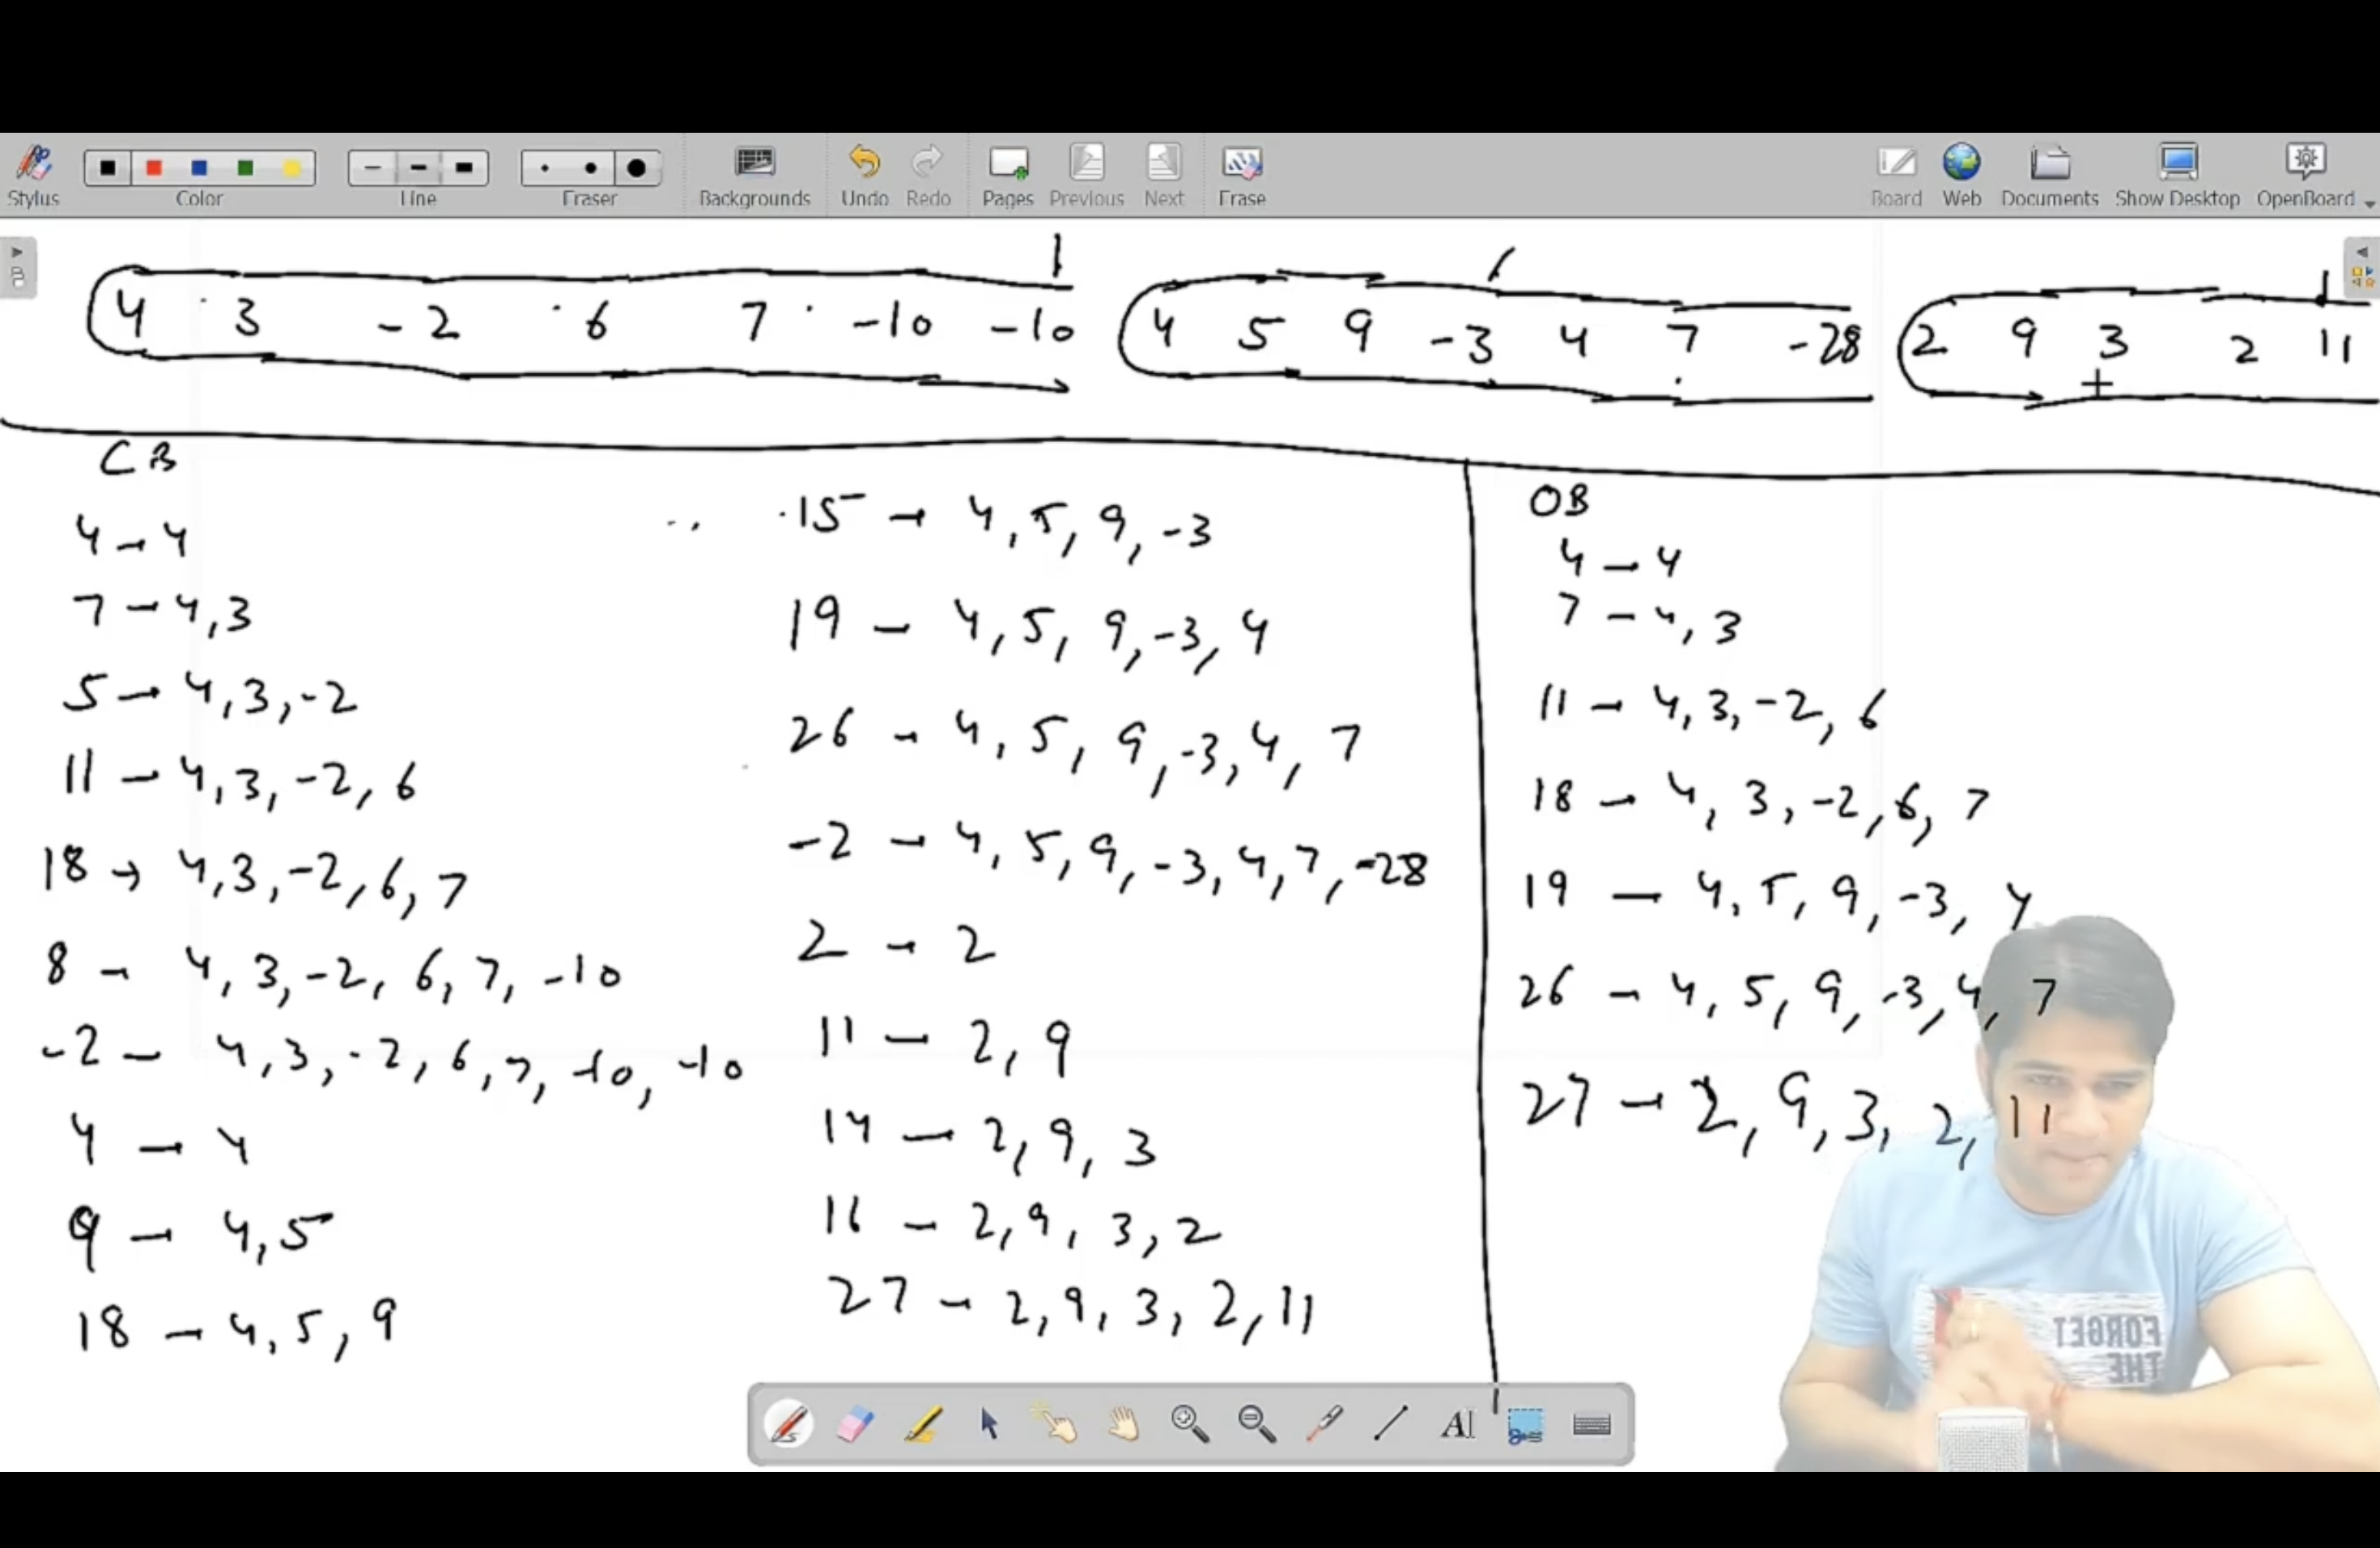 Stylus
Color
Line
Eraser
Backgrounds
Undo
Redo
Pages
Previous
Next
Erase
Board
Web
Documents
Show Desktop
OpenBoard
4 3 -2 6 7 -10 -10 4 5 9 -3 4 7 -28 2 9 3 2 11
CB
4 - 4
7 - 4,3
5 - 4,3,-2
11 - 4,3,-2,6
18 → 4,3,-2,6,7
8 - 4,3,-2,6,7,-10
-2 - 4,3,-2,6,7,-10,-10
4 - 4
9 - 4,5
18 - 4,5,9
15 - 4,5,9,-3
19 - 4,5,9,-3,4
26 - 4,5,9,-3,4,7
-2 - 4,5,9,-3,4,7,-28
2 - 2
11 - 2,9
14 - 2,9,3
16 - 2,9,3,2
27 - 2,9,3,2,11
OB
4 - 4
7 - 4,3
11 - 4,3,-2,6
18 - 4,3,-2,6,7
19 - 4,5,9,-3,4
26 - 4,5,9,-3,4,7
27 - 2,9,3,2,11
FORGET
THE
AI